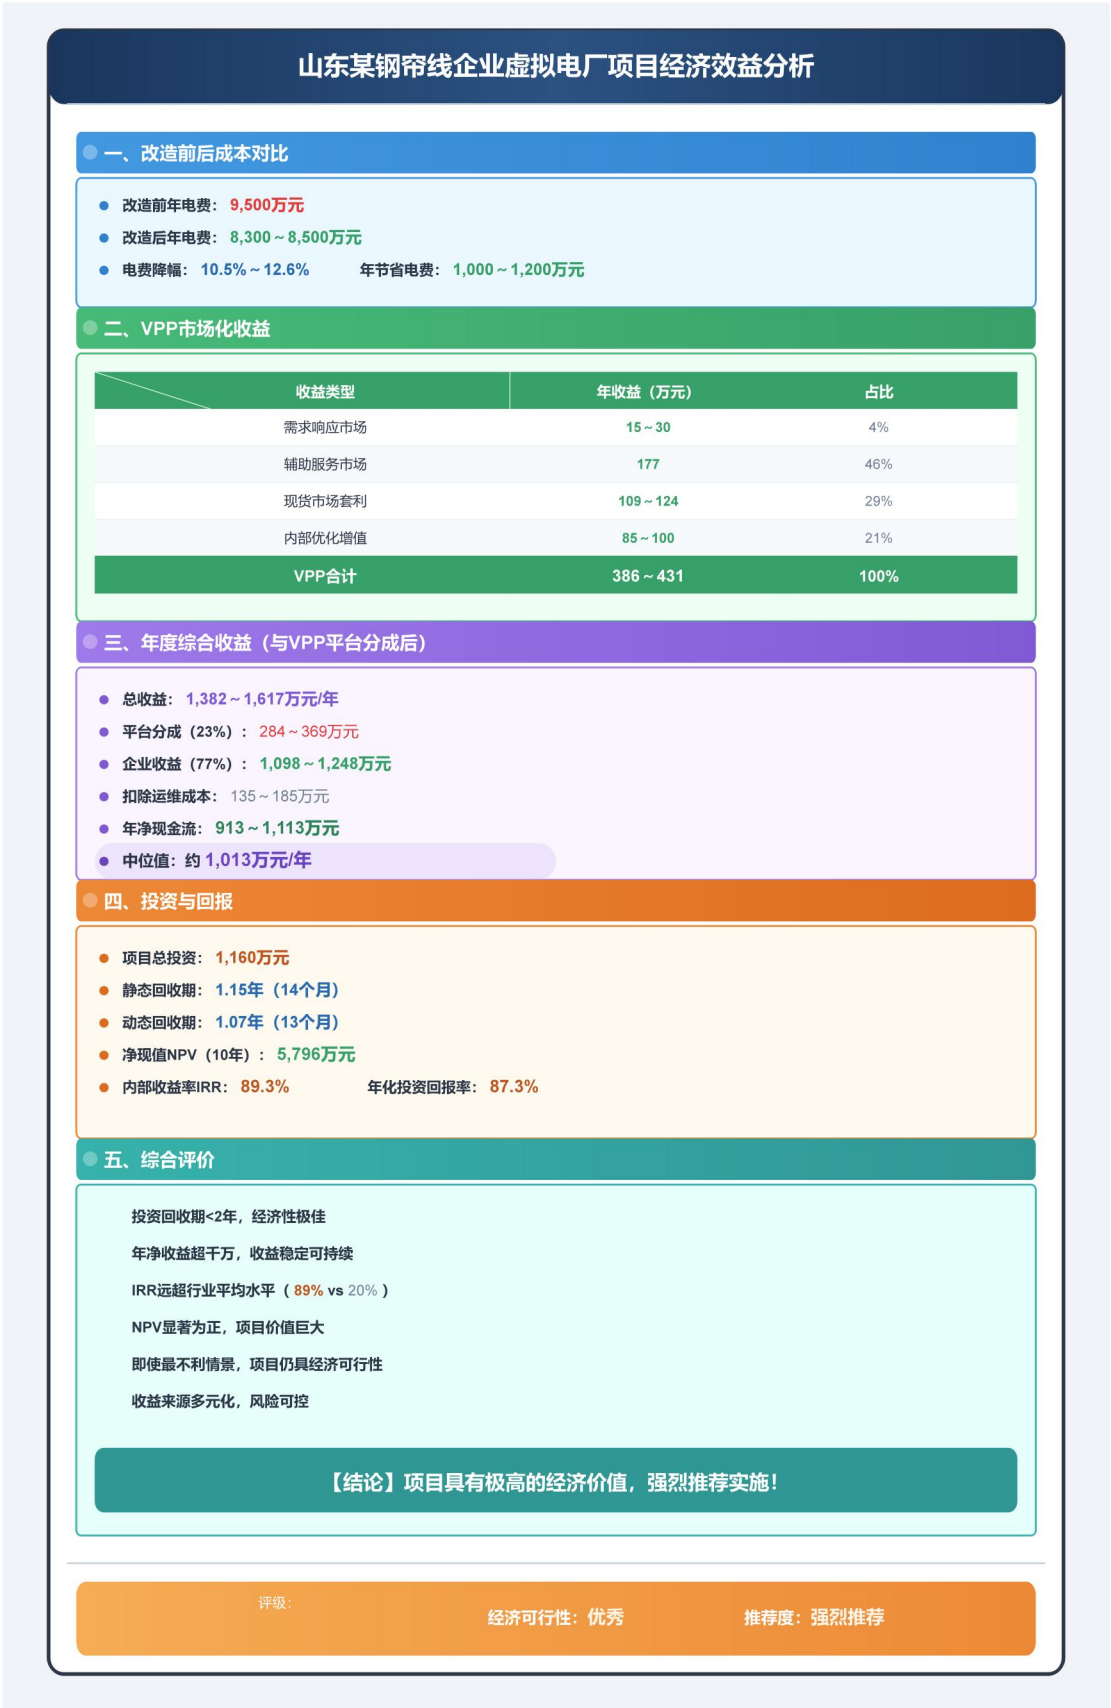 山东某钢帘线企业虚拟电厂项目经济效益分析
一、改造前后成本对比
改造前年电费： 9,500万元
改造后年电费： 8,300～8,500万元
电费降幅： 10.5%～12.6% 年节省电费： 1,000～1,200万元
二、VPP市场化收益
收益类型 年收益（万元） 占比
需求响应市场 15～30 4%
辅助服务市场 177 46%
现货市场套利 109～124 29%
内部优化增值 85～100 21%
VPP合计 386～431 100%
三、年度综合收益（与VPP平台分成后）
总收益： 1,382～1,617万元/年
平台分成（23%）： 284～369万元
企业收益（77%）： 1,098～1,248万元
扣除运维成本： 135～185万元
年净现金流： 913～1,113万元
中位值：约 1,013万元/年
四、投资与回报
项目总投资： 1,160万元
静态回收期： 1.15年（14个月）
动态回收期： 1.07年（13个月）
净现值NPV（10年）： 5,796万元
内部收益率IRR： 89.3% 年化投资回报率： 87.3%
五、综合评价
投资回收期<2年，经济性极佳
年净收益超千万，收益稳定可持续
IRR远超行业平均水平（ 89% vs 20% ）
NPV显著为正，项目价值巨大
即使最不利情景，项目仍具经济可行性
收益来源多元化，风险可控
【结论】项目具有极高的经济价值，强烈推荐实施！
评级：
经济可行性：优秀 推荐度：强烈推荐